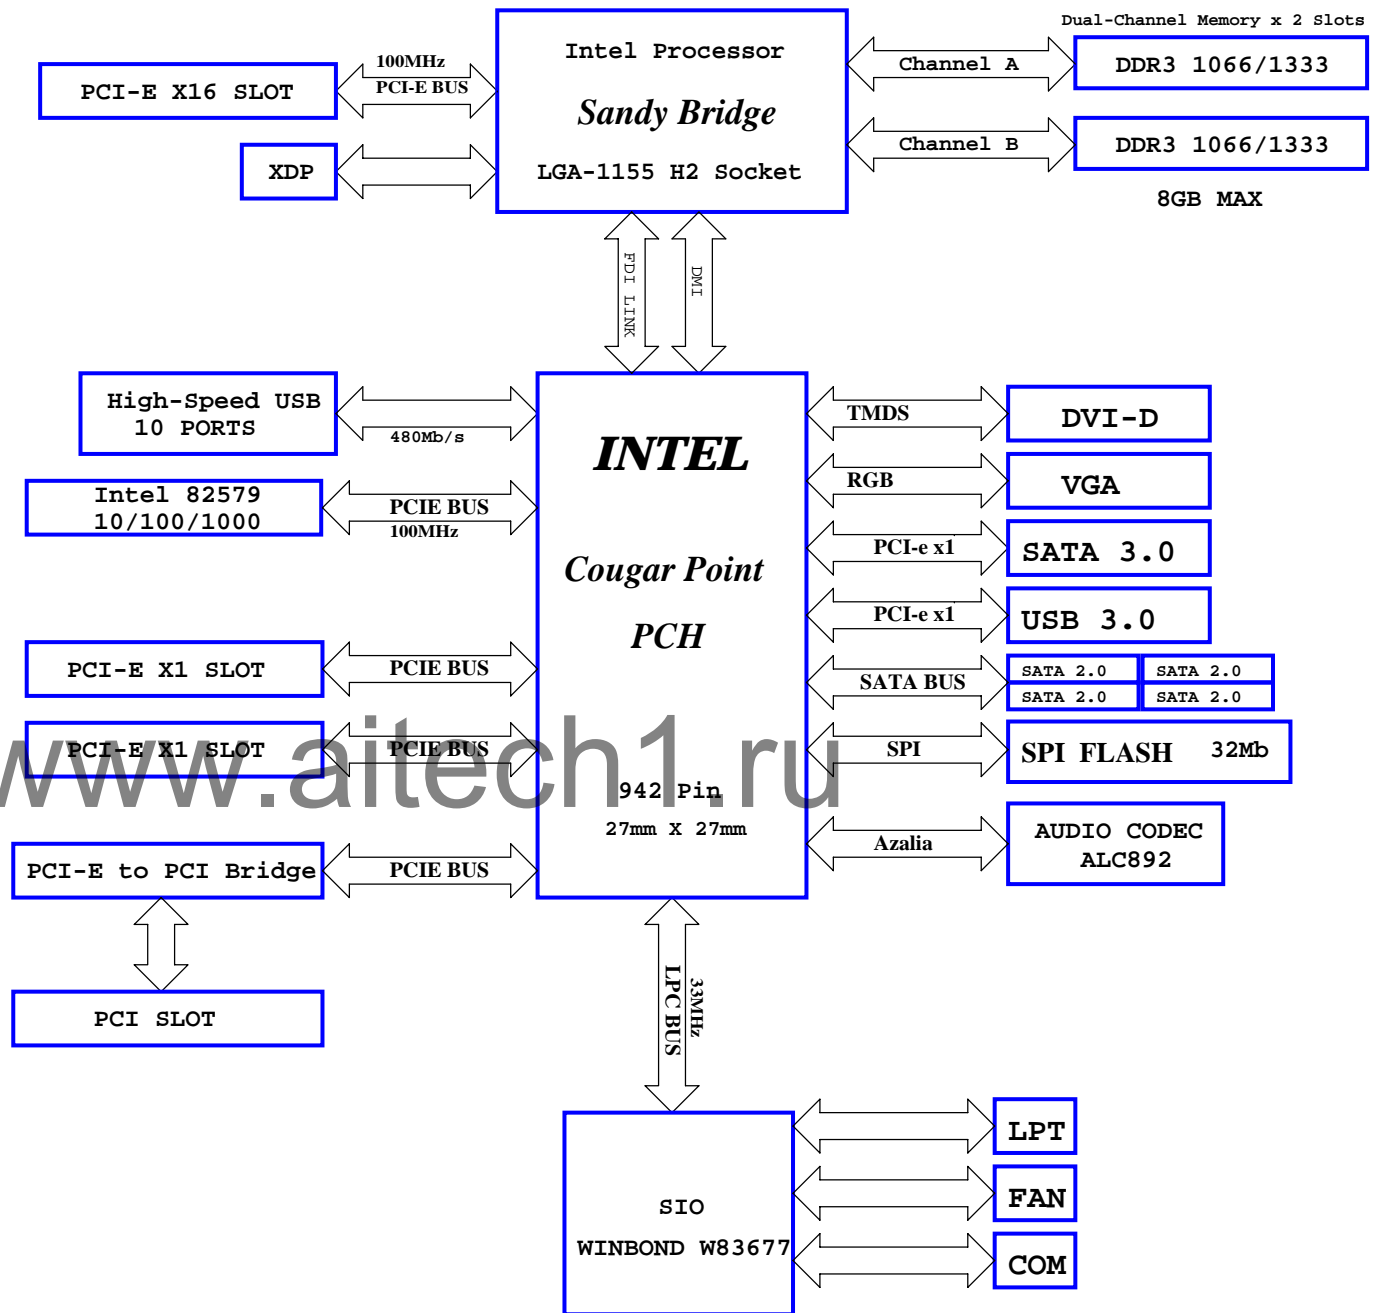 Dual-Channel Memory x 2 Slots
Intel Processor
Sandy Bridge
LGA-1155 H2 Socket
100MHz
PCI-E BUS
PCI-E X16 SLOT
XDP
Channel A
DDR3 1066/1333
Channel B
DDR3 1066/1333
8GB MAX
FDI LINK
DMI
High-Speed USB
10 PORTS
480Mb/s
Intel 82579
10/100/1000
PCIE BUS
100MHz
PCI-E X1 SLOT
PCIE BUS
PCI-E X1 SLOT
PCIE BUS
PCI-E to PCI Bridge
PCIE BUS
PCI SLOT
INTEL
Cougar Point
PCH
942 Pin
27mm X 27mm
TMDS
DVI-D
RGB
VGA
PCI-e x1
SATA 3.0
PCI-e x1
USB 3.0
SATA BUS
SATA 2.0
SATA 2.0
SATA 2.0
SATA 2.0
SPI
SPI FLASH
32Mb
Azalia
AUDIO CODEC
ALC892
www.aitech1.ru
33MHz
LPC BUS
SIO
WINBOND W83677
LPT
FAN
COM